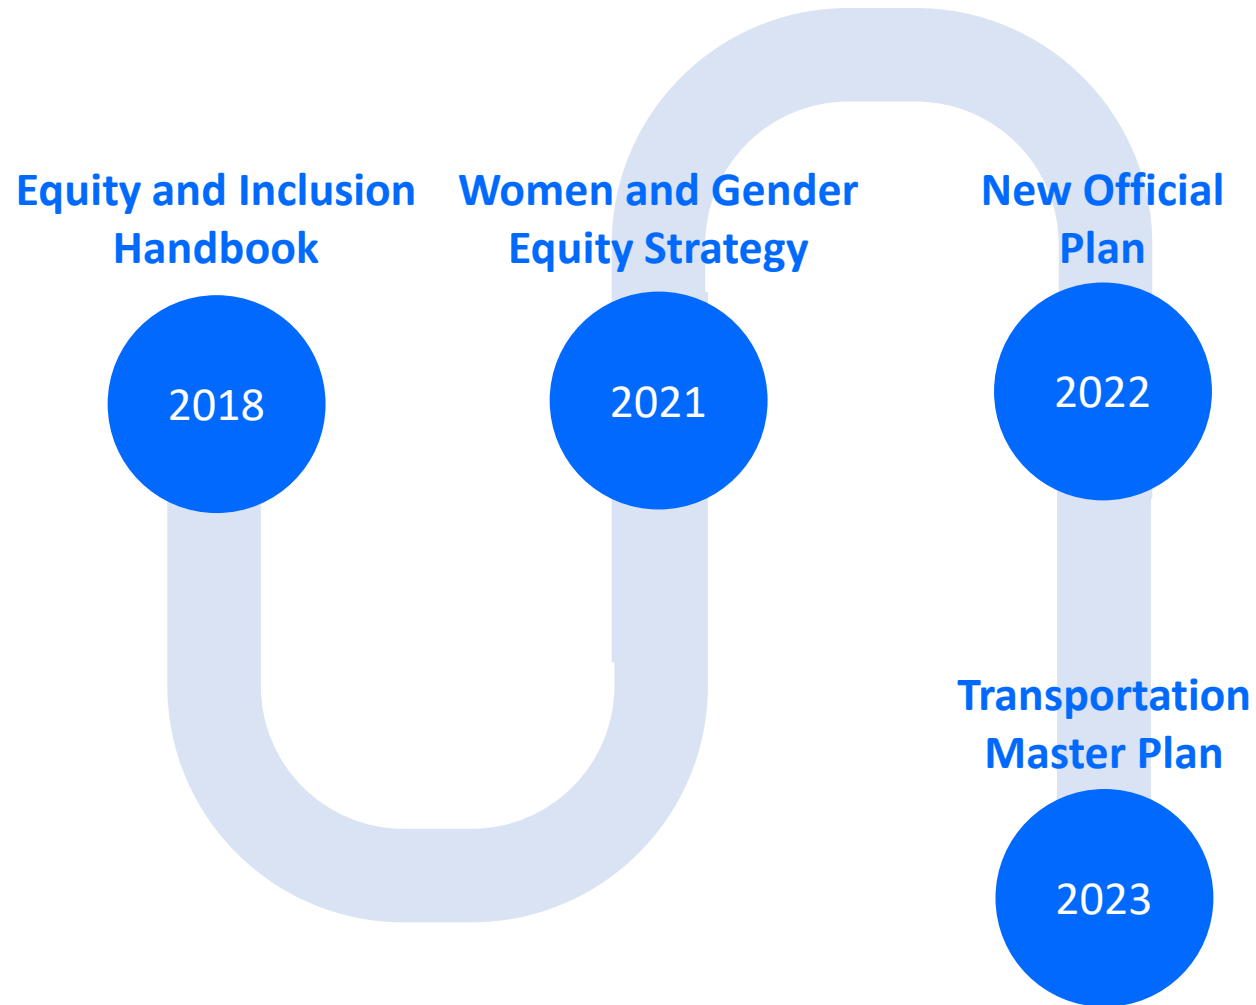 Equity and Inclusion
Handbook
2018
Women and Gender
Equity Strategy
2021
New Official
Plan
2022
Transportation
Master Plan
2023